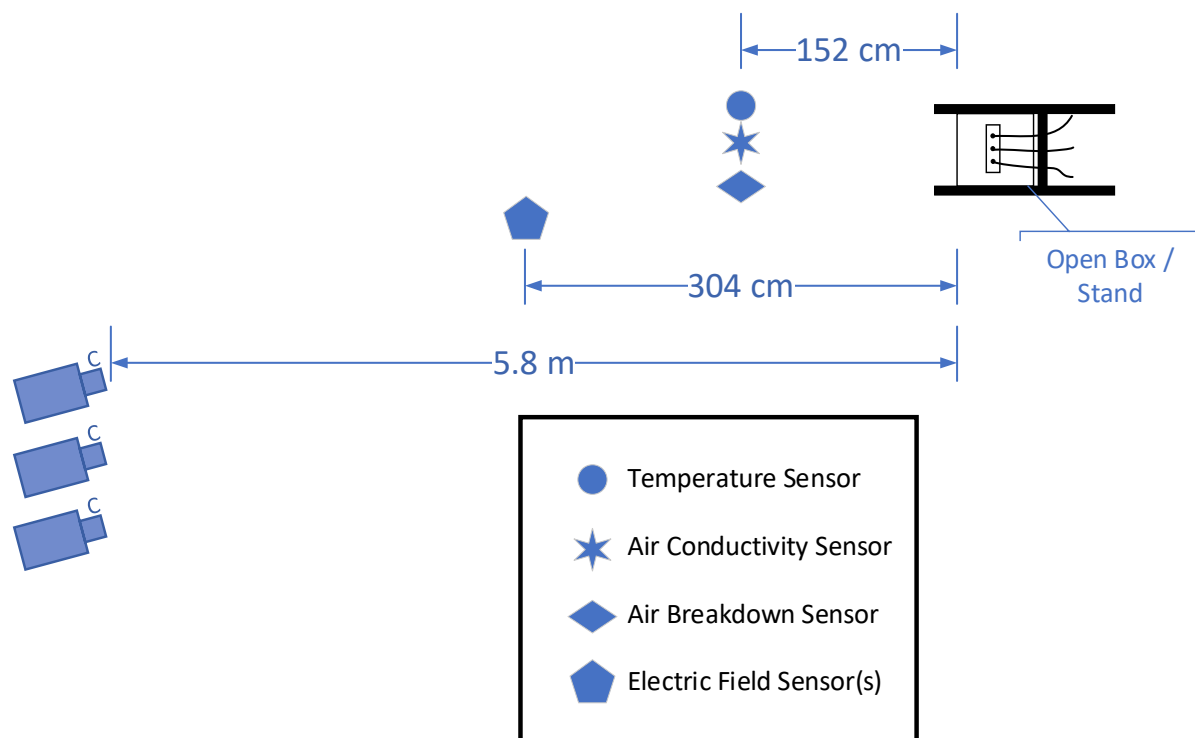 152 cm
Open Box /
Stand
304 cm
5.8 m
C
C
C
Temperature Sensor
Air Conductivity Sensor
Air Breakdown Sensor
Electric Field Sensor(s)